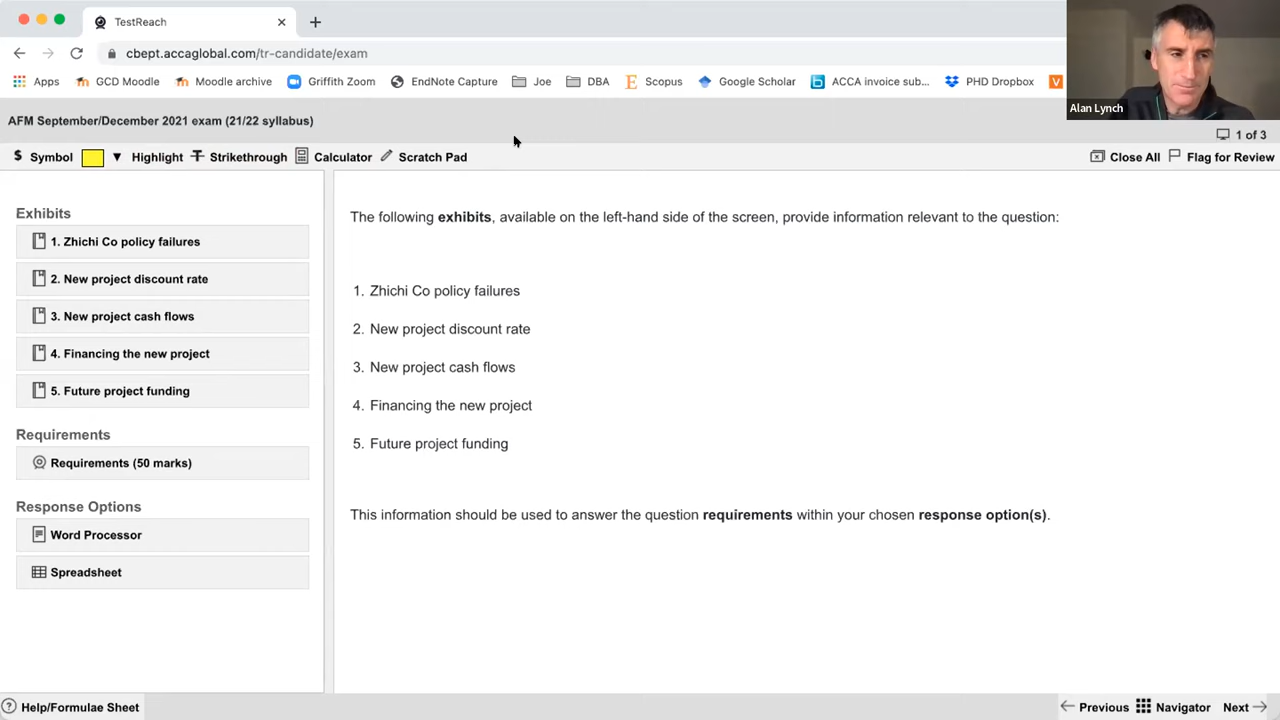 TestReach
cbept.accaglobal.com/tr-candidate/exam
Apps GCD Moodle Moodle archive Griffith Zoom EndNote Capture Joe DBA Scopus Google Scholar ACCA invoice sub... PHD Dropbox
Alan Lynch
AFM September/December 2021 exam (21/22 syllabus)
1 of 3
$ Symbol Highlight Strikethrough Calculator Scratch Pad Close All Flag for Review
Exhibits
1. Zhichi Co policy failures
2. New project discount rate
3. New project cash flows
4. Financing the new project
5. Future project funding
Requirements
Requirements (50 marks)
Response Options
Word Processor
Spreadsheet
The following exhibits, available on the left-hand side of the screen, provide information relevant to the question:
1. Zhichi Co policy failures
2. New project discount rate
3. New project cash flows
4. Financing the new project
5. Future project funding
This information should be used to answer the question requirements within your chosen response option(s).
Help/Formulae Sheet
Previous Navigator Next